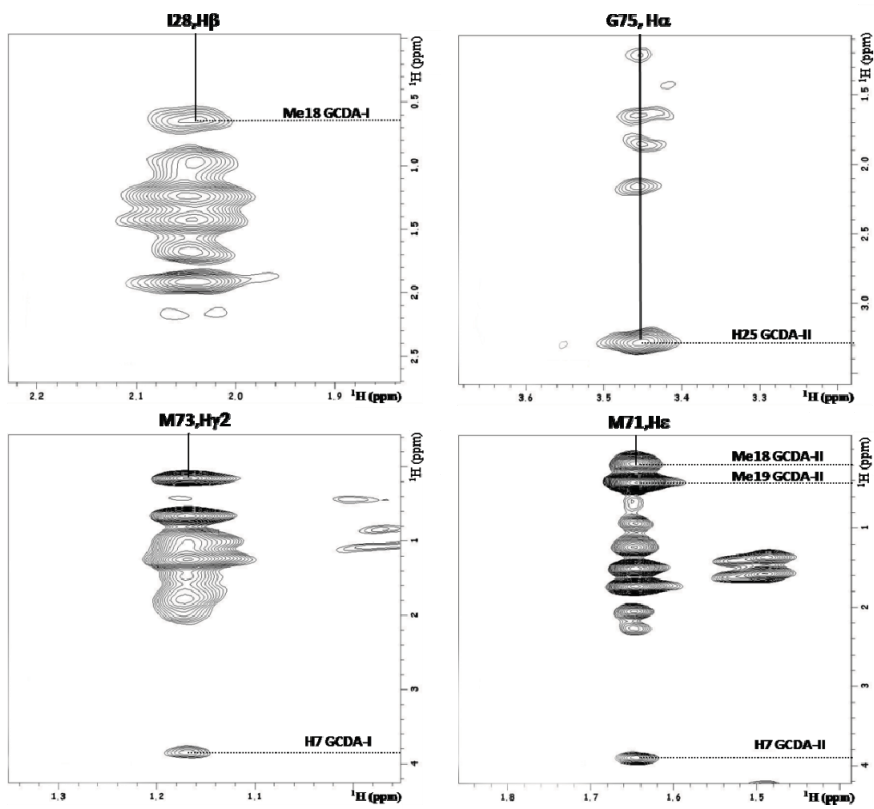 I28,Hβ
0.5
1.0
1.5
2.0
2.5
¹H (ppm)
Me18 GCDA-I
2.2
2.1
2.0
1.9
¹H (ppm)
G75, Hα
1.5
2.0
2.5
3.0
¹H (ppm)
H25 GCDA-II
3.6
3.5
3.4
3.3
¹H (ppm)
M73,Hγ2
1
2
3
4
¹H (ppm)
H7 GCDA-I
1.3
1.2
1.1
¹H (ppm)
M71,Hε
Me18 GCDA-II
Me19 GCDA-II
1
2
3
4
¹H (ppm)
H7 GCDA-II
1.8
1.7
1.6
1.5
¹H (ppm)